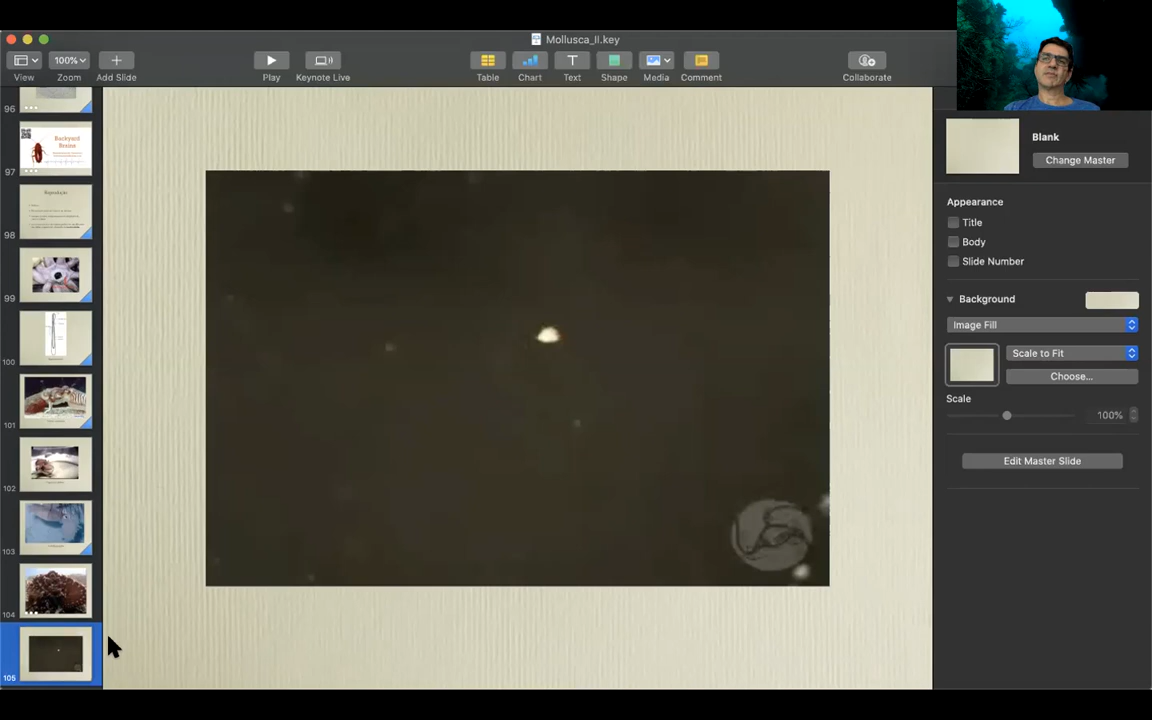 Mollusca_II.key
100%
View
Zoom
Add Slide
Play
Keynote Live
Table
Chart
Text
Shape
Media
Comment
Collaborate
96
97
Backyard
Brains
98
Reprodução
99
100
101
102
103
104
105
Blank
Change Master
Appearance
Title
Body
Slide Number
Background
Image Fill
Scale to Fit
Choose...
Scale
100%
Edit Master Slide